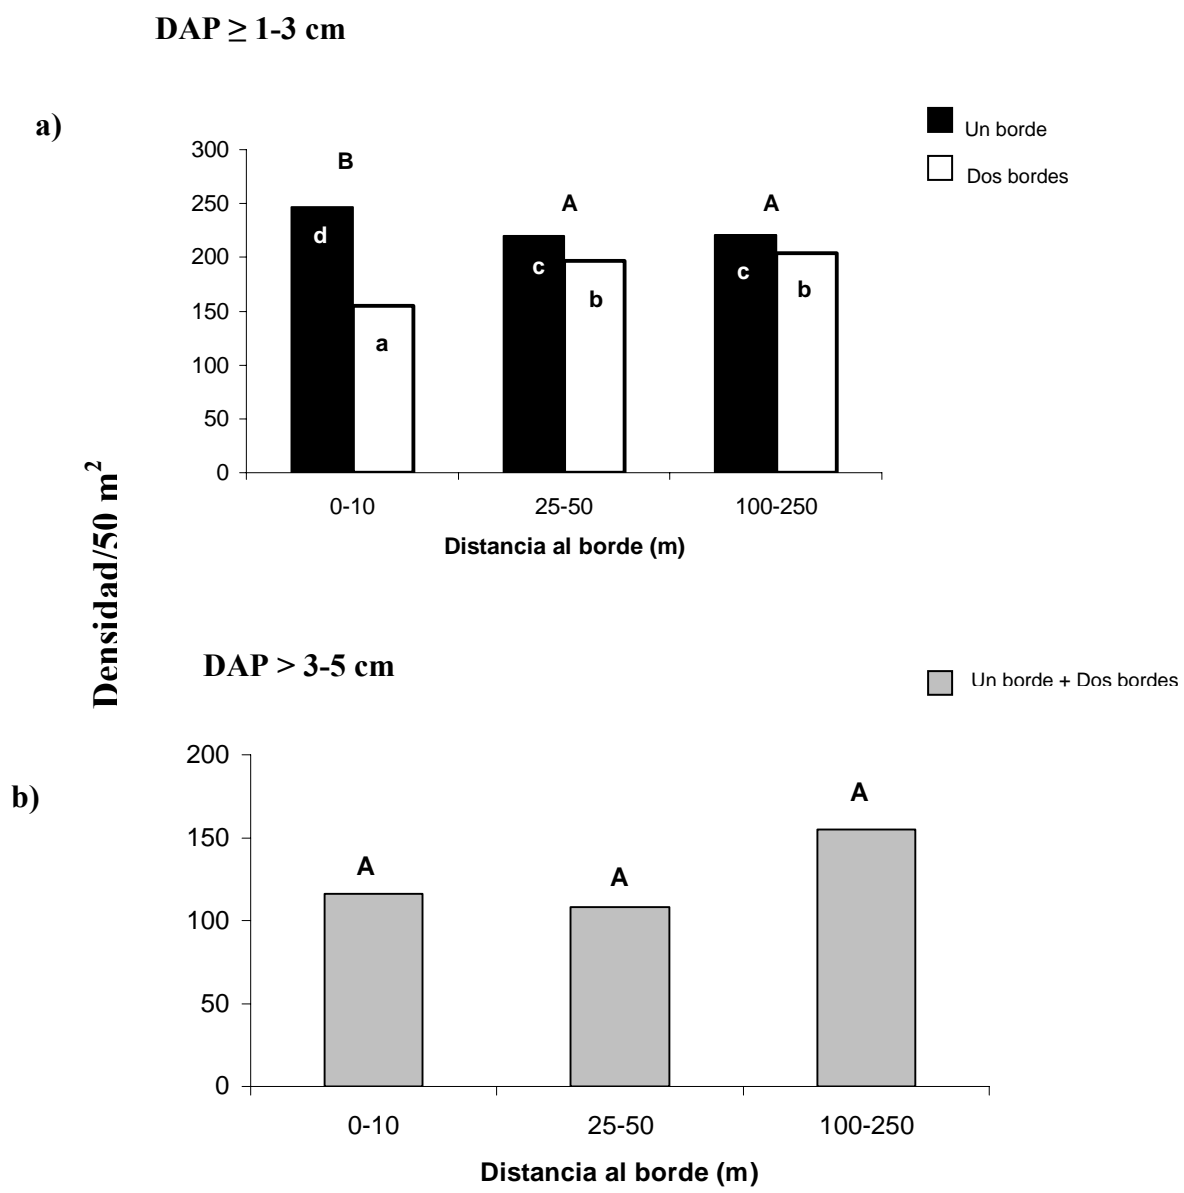 DAP ≥ 1-3 cm
a)
Un borde
Dos bordes
300
250
200
150
100
50
0
B
A
A
d
a
c
b
c
b
0-10
25-50
100-250
Distancia al borde (m)
Densidad/50 m²
DAP > 3-5 cm
Un borde + Dos bordes
b)
200
150
100
50
0
A
A
A
0-10
25-50
100-250
Distancia al borde (m)